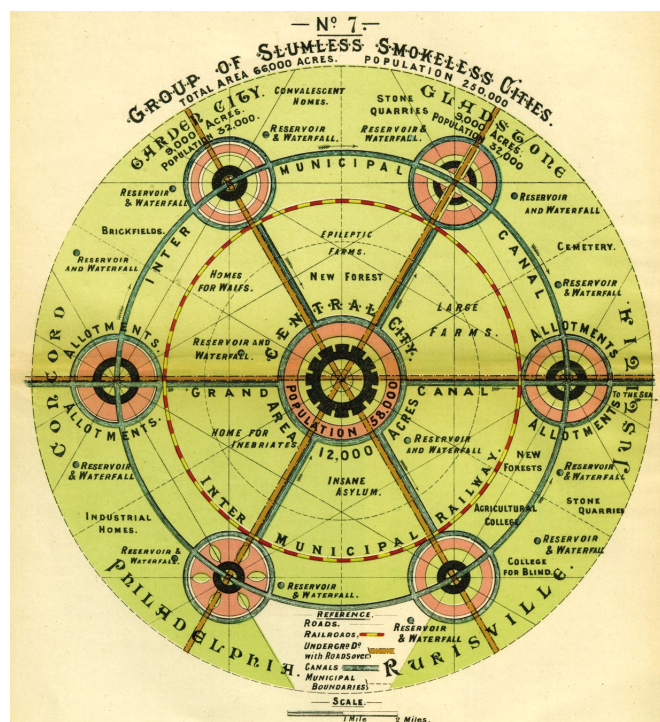 — Nº 7. —
GROUP OF SLUMLESS SMOKELESS CITIES.
TOTAL AREA 66,000 ACRES. POPULATION 250,000
GARDEN CITY.
9,000 ACRES.
POPULATION 32,000.
CONVALESCENT
HOMES.
STONE
QUARRIES
GLADSTONE
9,000 ACRES.
POPULATION
32,000
RESERVOIR
& WATERFALL.
RESERVOIR &
WATERFALL.
RESERVOIR
& WATERFALL
RESERVOIR
AND WATERFALL
INTER MUNICIPAL CANAL
BRICKFIELDS.
RESERVOIR
AND WATERFALL
EPILEPTIC
FARMS.
CEMETERY.
HOMES
FOR WAIFS.
NEW FOREST
RESERVOIR
& WATERFALL
LARGE
FARMS.
CENTRAL CITY.
RESERVOIR AND
WATERFALL.
CONCORD
ALLOTMENTS.
ALLOTMENTS
JUSTITIA
GRAND CANAL
TO THE SEA
POPULATION 58,000
AREA 12,000 ACRES
ALLOTMENTS.
ALLOTMENTS
HOME FOR
INEBRIATES.
RESERVOIR
AND WATERFALL
NEW
FORESTS
RESERVOIR
& WATERFALL
RESERVOIR
& WATERFALL
INSANE
ASYLUM.
INTER MUNICIPAL RAILWAY.
STONE
QUARRIES
INDUSTRIAL
HOMES.
AGRICULTURAL
COLLEGE
RESERVOIR
& WATERFALL
RESERVOIR &
WATERFALL.
COLLEGE
FOR BLIND.
RESERVOIR
& WATERFALL.
PHILADELPHIA.
RURISVILLE.
RESERVOIR
& WATERFALL
REFERENCE.
ROADS.
RAILROADS.
UNDERGRD Dº
with ROADS over
CANALS
MUNICIPAL
BOUNDARIES
SCALE.
1 Mile 2 Miles.